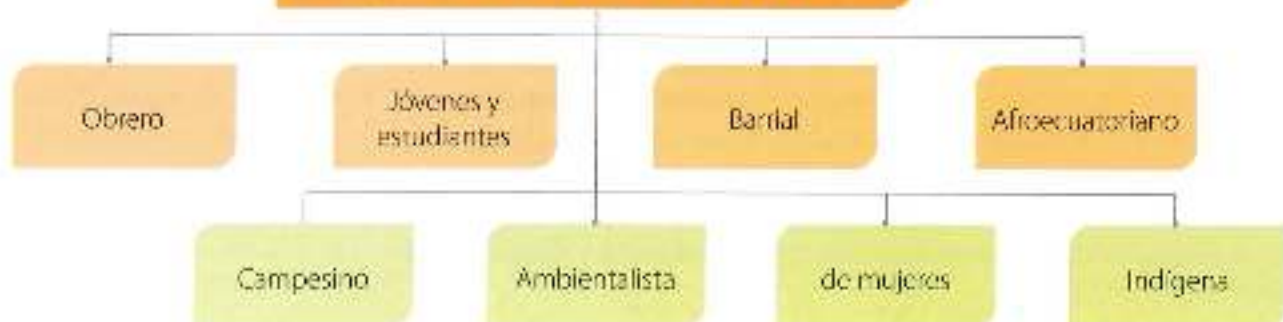 Obrero
Jóvenes y
estudiantes
Barrial
Afroecuatoriano
Campesino
Ambientalista
de mujeres
Indígena